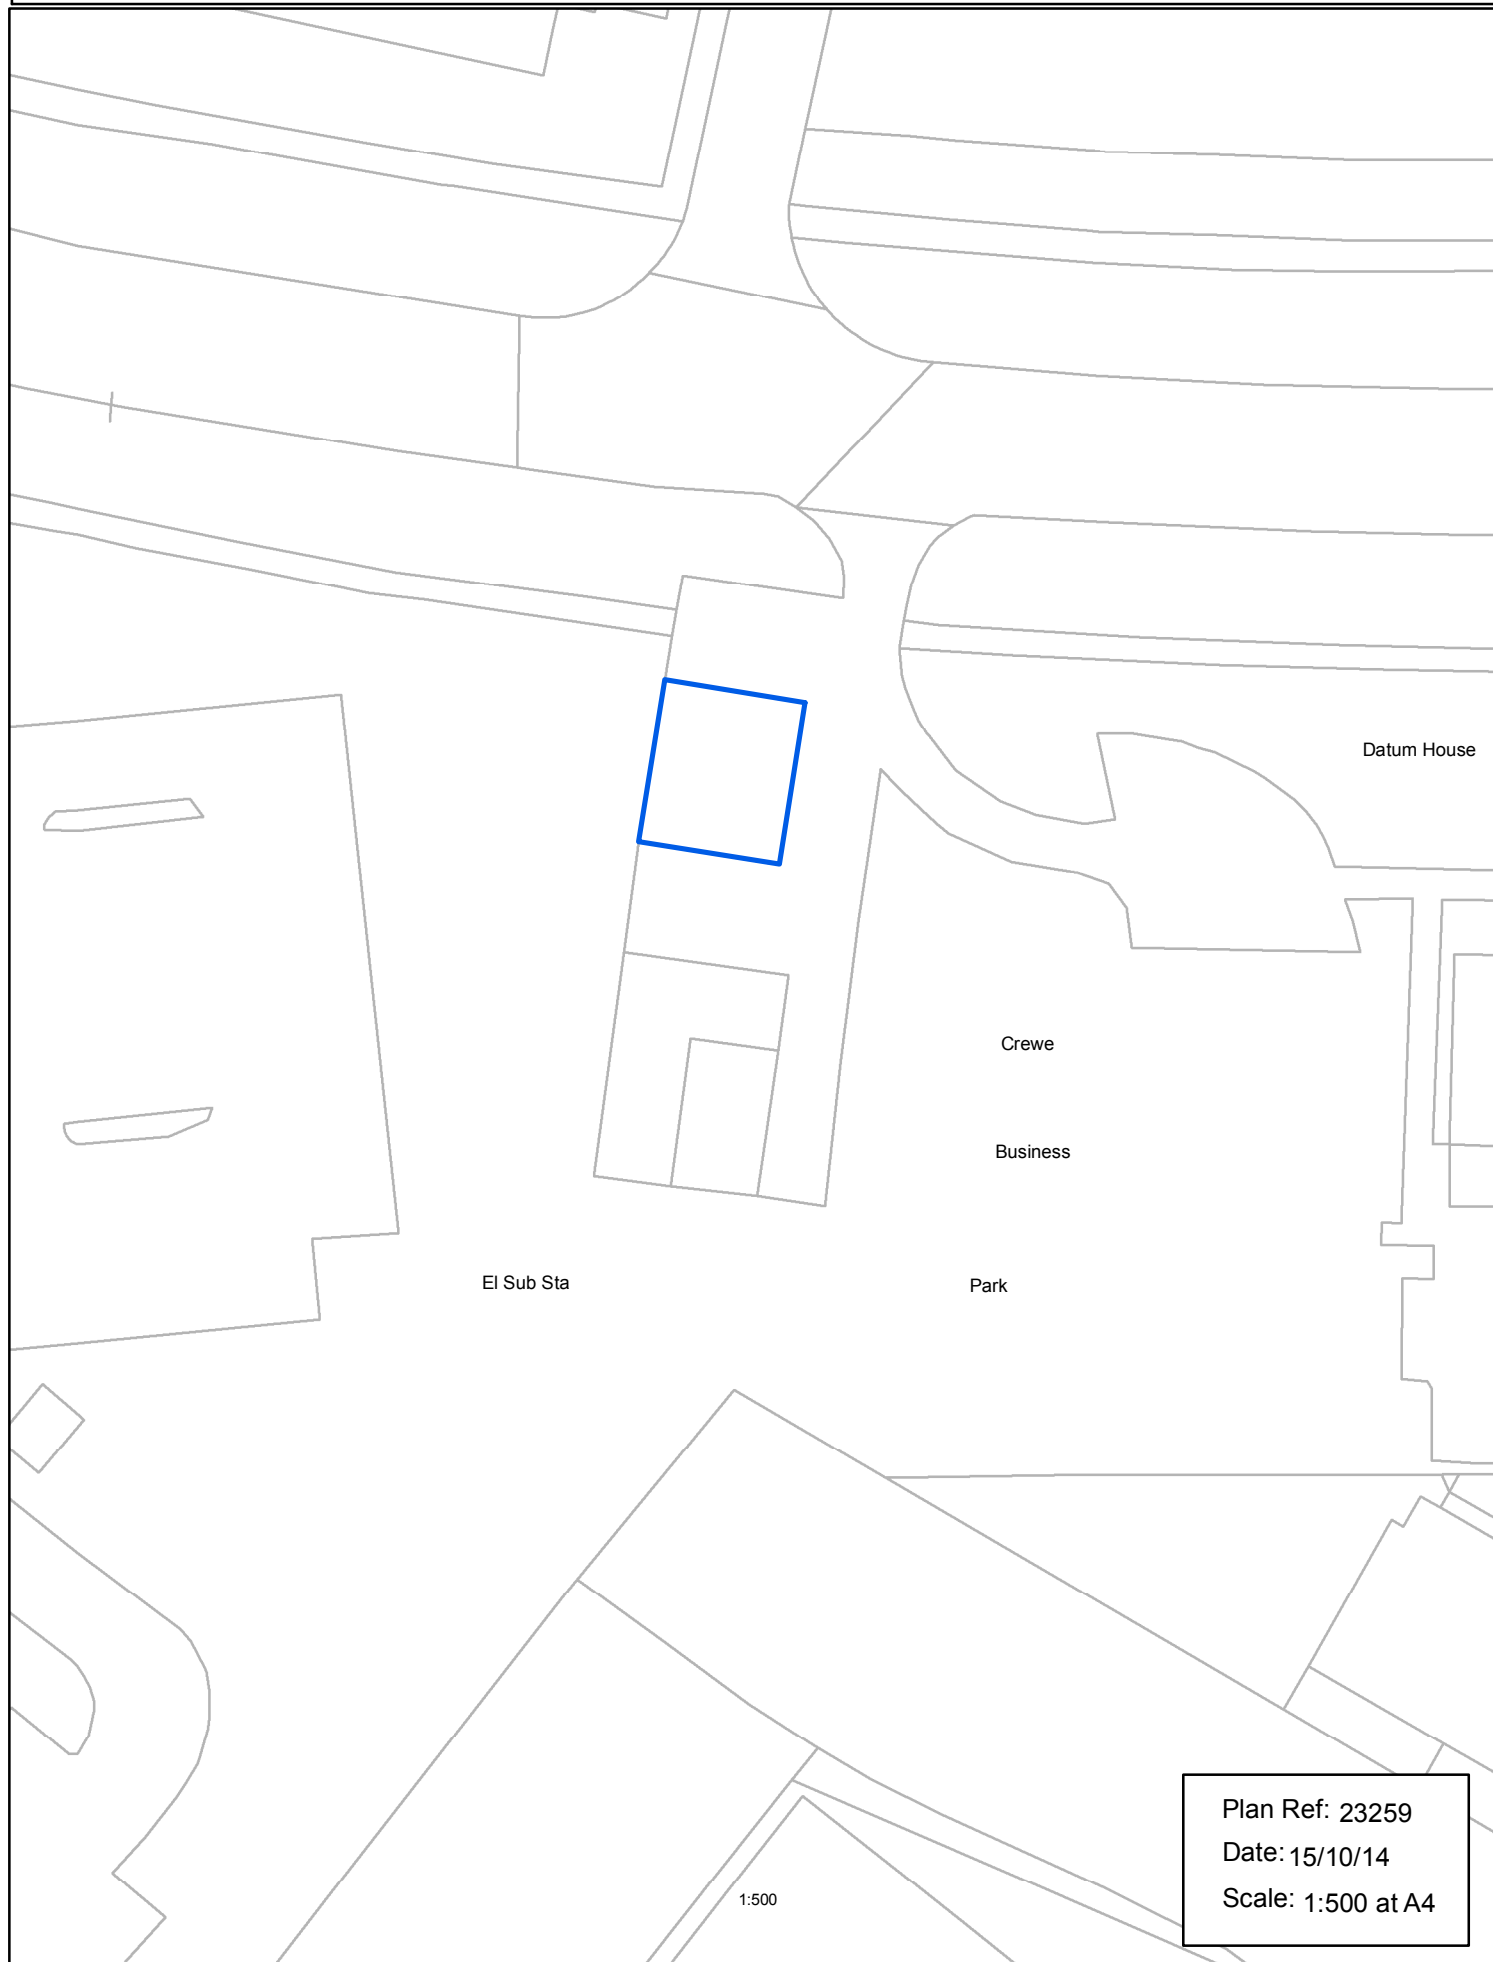 Datum House
Crewe
Business
El Sub Sta
Park
1:500
Plan Ref: 23259
Date: 15/10/14
Scale: 1:500 at A4